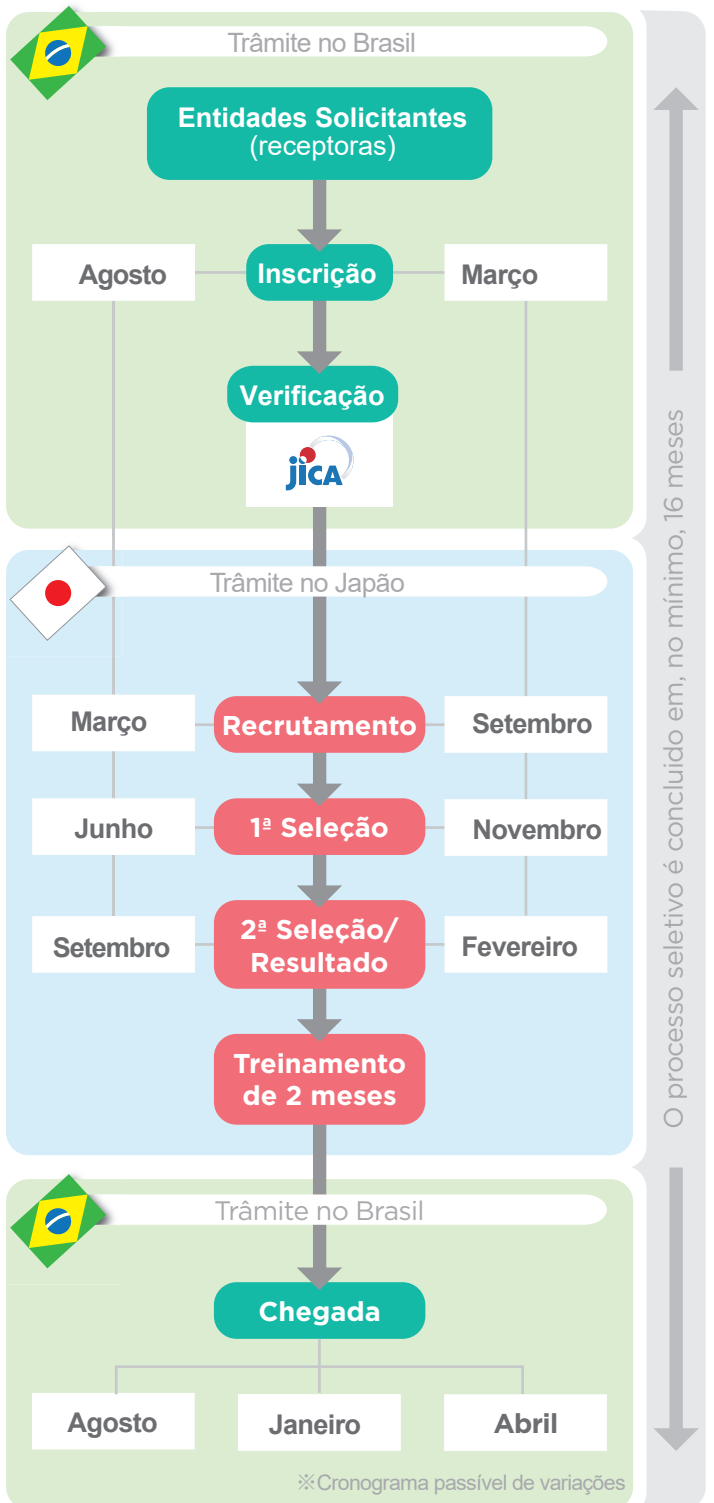 Trâmite no Brasil
Entidades Solicitantes
(receptoras)
Agosto
Inscrição
Março
Verificação
jica
Trâmite no Japão
Março
Recrutamento
Setembro
Junho
1ª Seleção
Novembro
Setembro
2ª Seleção/
Resultado
Fevereiro
Treinamento
de 2 meses
Trâmite no Brasil
Chegada
Agosto
Janeiro
Abril
※Cronograma passível de variações
O processo seletivo é concluido em, no mínimo, 16 meses